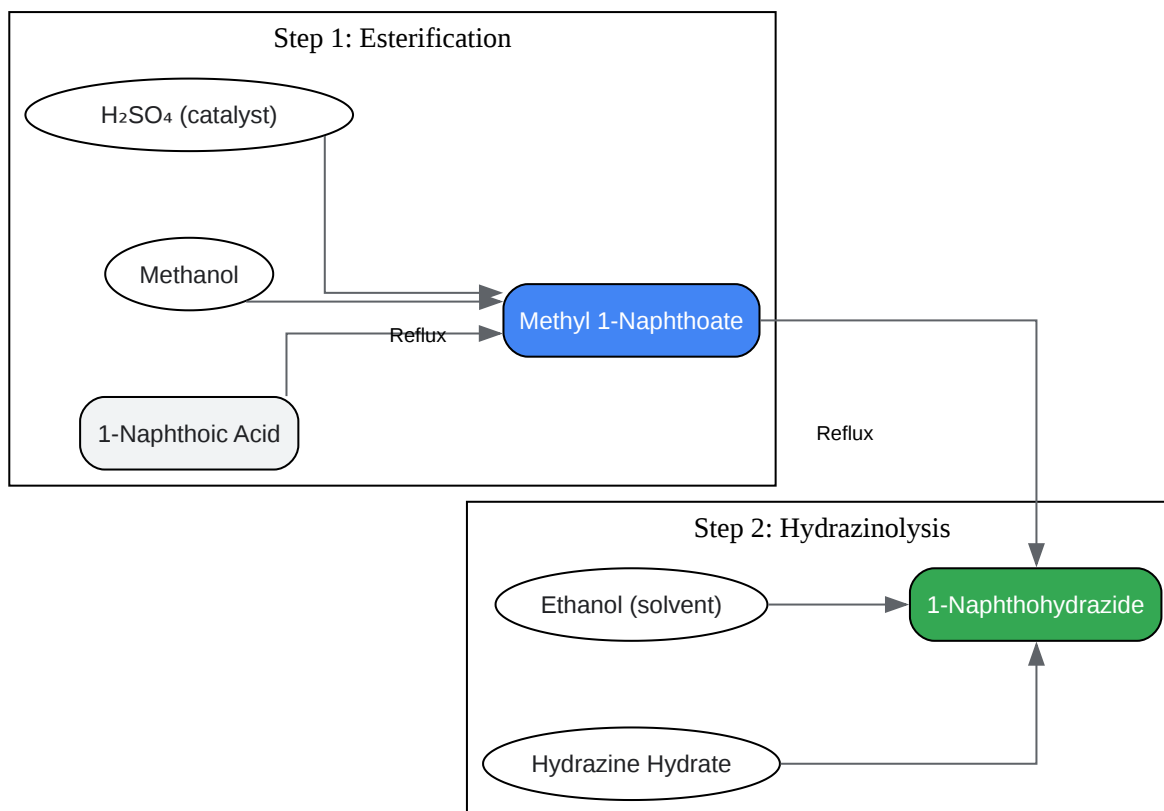 Step 1: Esterification
H₂SO₄ (catalyst)
Methanol
Methyl 1-Naphthoate
Reflux
1-Naphthoic Acid
Reflux
Step 2: Hydrazinolysis
Ethanol (solvent)
1-Naphthohydrazide
Hydrazine Hydrate